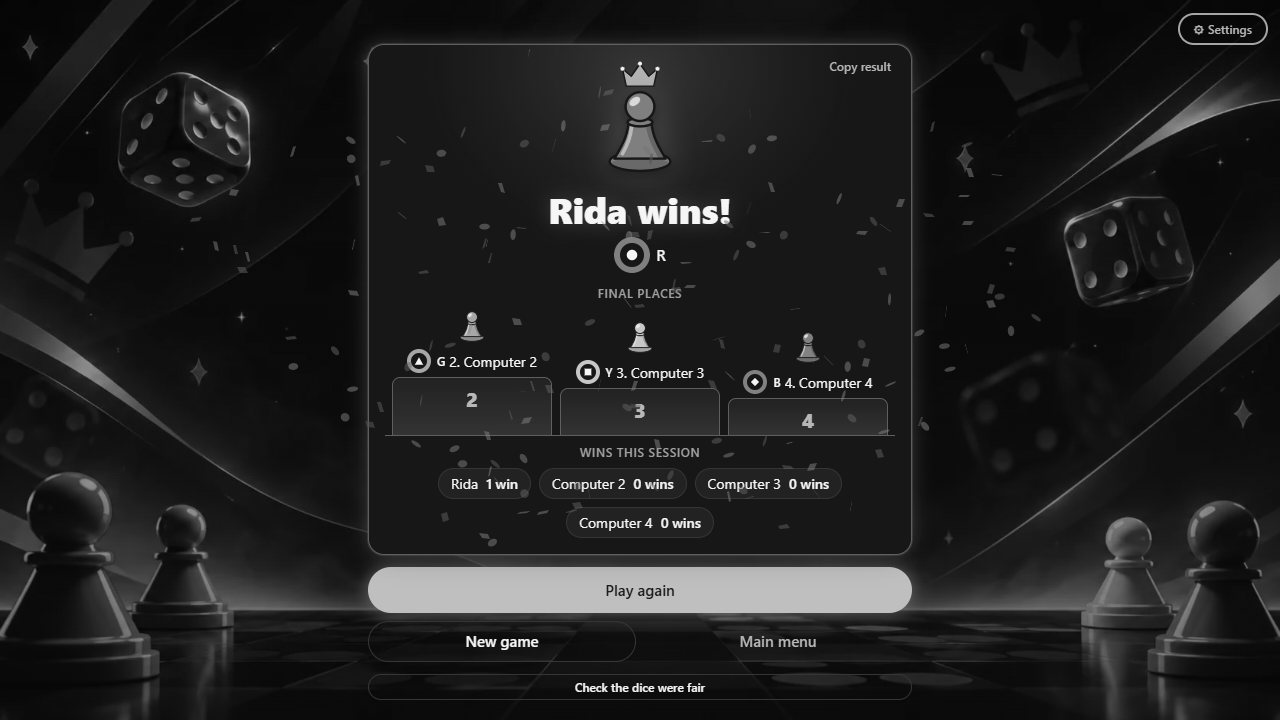 ⚙ Settings
Copy result
Rida wins!
R
FINAL PLACES
G 2. Computer 2
Y 3. Computer 3
B 4. Computer 4
2
3
4
WINS THIS SESSION
Rida 1 win
Computer 2 0 wins
Computer 3 0 wins
Computer 4 0 wins
Play again
New game
Main menu
Check the dice were fair